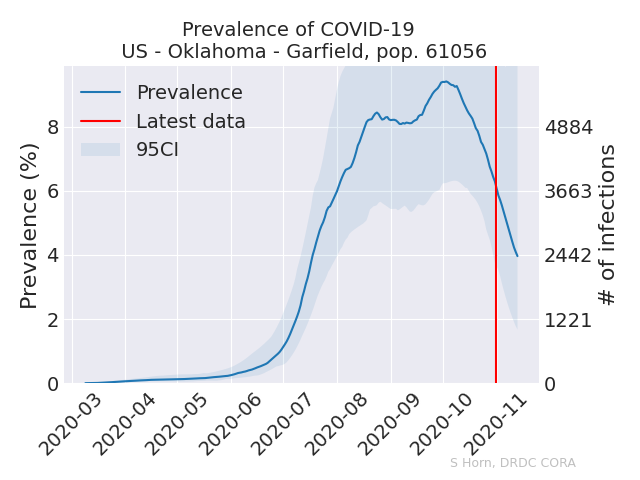 Prevalence of COVID-19
US - Oklahoma - Garfield, pop. 61056
Prevalence
Latest data
95CI
Prevalence (%)
8
6
4
2
0
4884
3663
2442
1221
0
# of infections
2020-03
2020-04
2020-05
2020-06
2020-07
2020-08
2020-09
2020-10
2020-11
S Horn, DRDC CORA